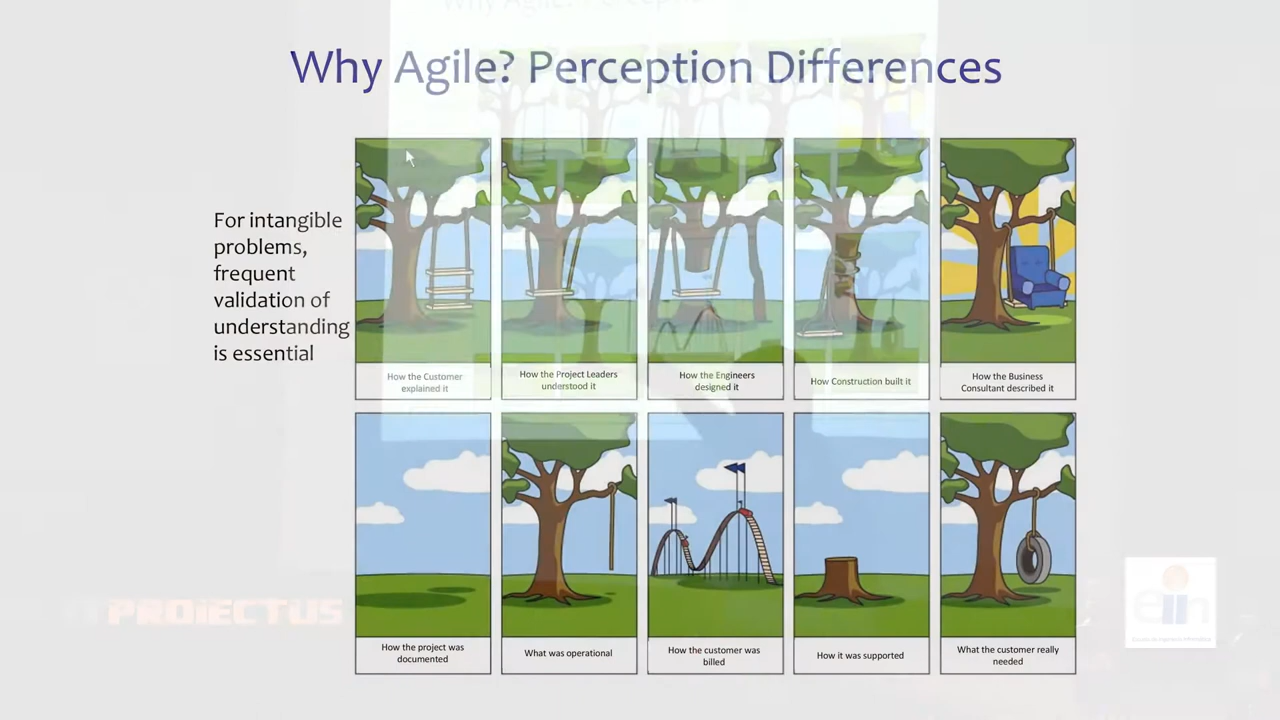 Why Agile? Perception Differences
For intangible
problems,
frequent
validation of
understanding
is essential
How the Customer
explained it
How the Project Leaders
understood it
How the Engineers
designed it
How Construction built it
How the Business
Consultant described it
How the project was
documented
What was operational
How the customer was
billed
How it was supported
What the customer really
needed
PROIECTUS
eiin